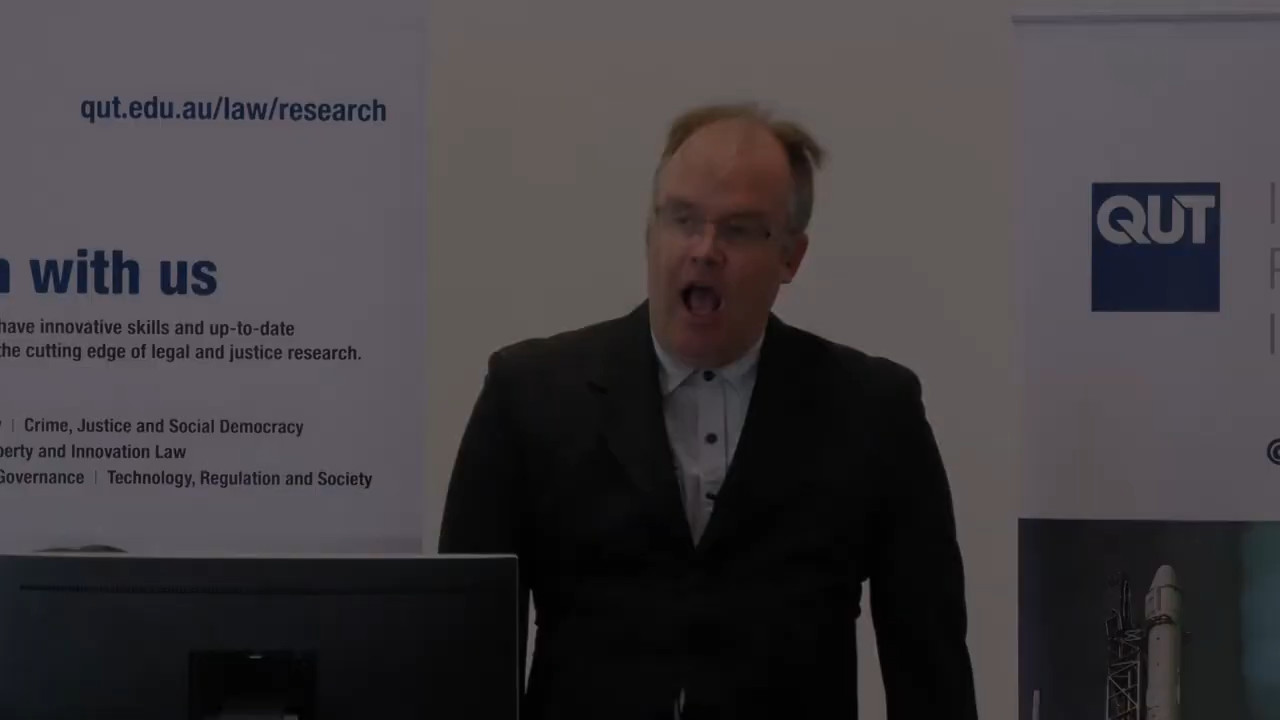 qut.edu.au/law/research
with us
have innovative skills and up-to-date
the cutting edge of legal and justice research.
| Crime, Justice and Social Democracy
and Innovation Law
Governance | Technology, Regulation and Society
QUT